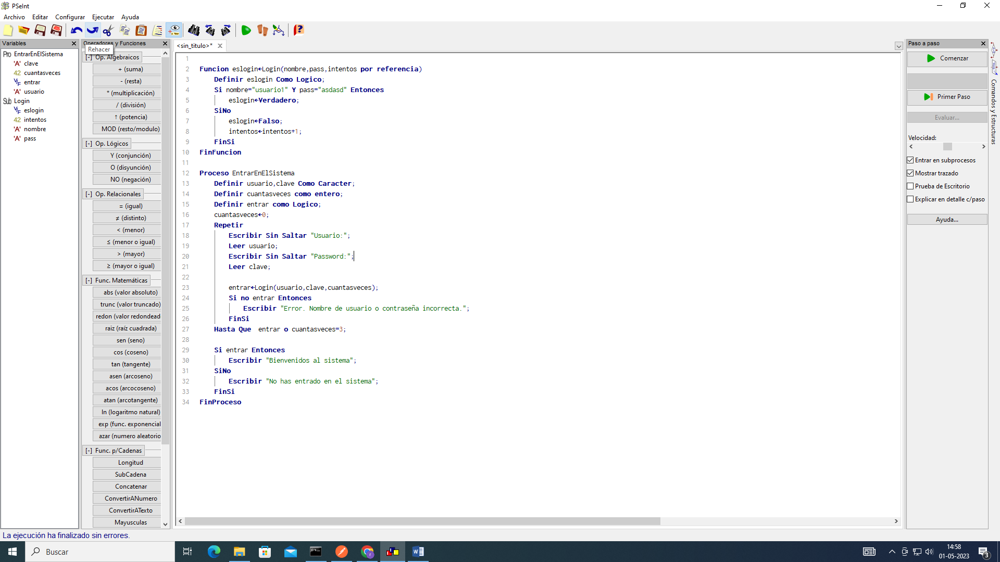 PSeInt
Archivo Editar Configurar Ejecutar Ayuda
Variables
EntrarEnElSistema
clave
cuantasveces
entrar
usuario
Login
eslogin
intentos
nombre
pass
Operadores y Funciones
Rehacer
[-] Op. Algebraicos
+ (suma)
- (resta)
* (multiplicación)
/ (división)
↑ (potencia)
MOD (resto/modulo)
[-] Op. Lógicos
Y (conjunción)
O (disyunción)
NO (negación)
[-] Op. Relacionales
= (igual)
≠ (distinto)
< (menor)
≤ (menor o igual)
> (mayor)
≥ (mayor o igual)
[-] Func. Matemáticas
abs (valor absoluto)
trunc (valor truncado)
redon (valor redondead
raiz (raíz cuadrada)
sen (seno)
cos (coseno)
tan (tangente)
asen (arcoseno)
acos (arcocoseno)
atan (arcotangente)
ln (logaritmo natural)
exp (func. exponencial
azar (numero aleatorio
[-] Func. p/Cadenas
Longitud
SubCadena
Concatenar
ConvertirANumero
ConvertirATexto
Mayusculas
<sin_titulo>*
1
2 Funcion eslogin←Login(nombre,pass,intentos por referencia)
3 Definir eslogin Como Logico;
4 Si nombre="usuario1" Y pass="asdasd" Entonces
5 eslogin←Verdadero;
6 SiNo
7 eslogin←Falso;
8 intentos←intentos+1;
9 FinSi
10 FinFuncion
11
12 Proceso EntrarEnElSistema
13 Definir usuario,clave Como Caracter;
14 Definir cuantasveces como entero;
15 Definir entrar como Logico;
16 cuantasveces←0;
17 Repetir
18 Escribir Sin Saltar "Usuario:";
19 Leer usuario;
20 Escribir Sin Saltar "Password:";
21 Leer clave;
22
23 entrar←Login(usuario,clave,cuantasveces);
24 Si no entrar Entonces
25 Escribir "Error. Nombre de usuario o contraseña incorrecta.";
26 FinSi
27 Hasta Que entrar o cuantasveces=3;
28
29 Si entrar Entonces
30 Escribir "Bienvenidos al sistema";
31 SiNo
32 Escribir "No has entrado en el sistema";
33 FinSi
34 FinProceso
Paso a paso
Comenzar
Primer Paso
Evaluar...
Velocidad:
Entrar en subprocesos
Mostrar trazado
Prueba de Escritorio
Explicar en detalle c/paso
Ayuda...
Comandos y Estructuras
La ejecución ha finalizado sin errores.
Buscar
14:58
01-05-2023
3